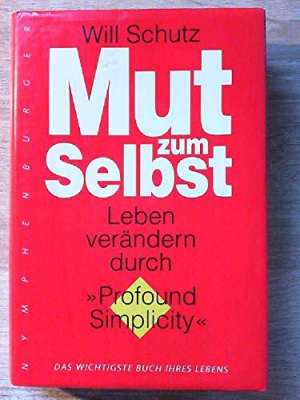 Will Schutz
Mut
zum
Selbst
Leben
verändern
durch
»Profound
Simplicity«
DAS WICHTIGSTE BUCH IHRES LEBENS
NYMPHENBURGER